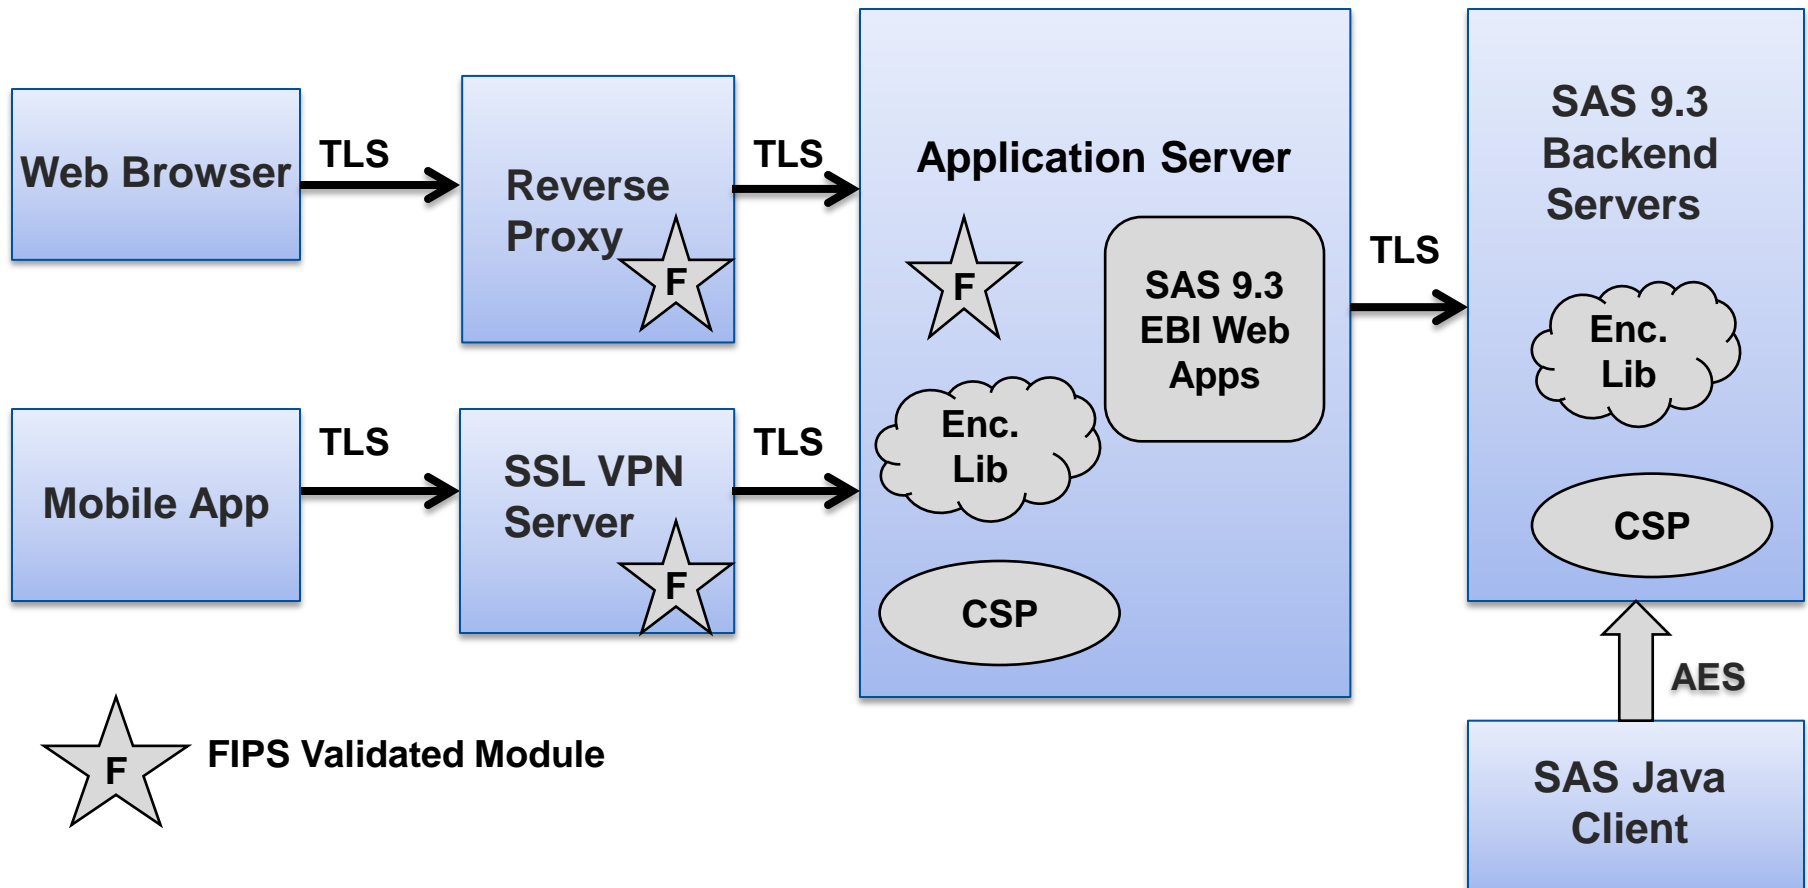 Web Browser
TLS
Reverse
Proxy
F
TLS
Application Server
F
SAS 9.3
EBI Web
Apps
Enc.
Lib
CSP
TLS
SAS 9.3
Backend
Servers
Enc.
Lib
CSP
Mobile App
TLS
SSL VPN
Server
F
TLS
AES
SAS Java
Client
F
FIPS Validated Module